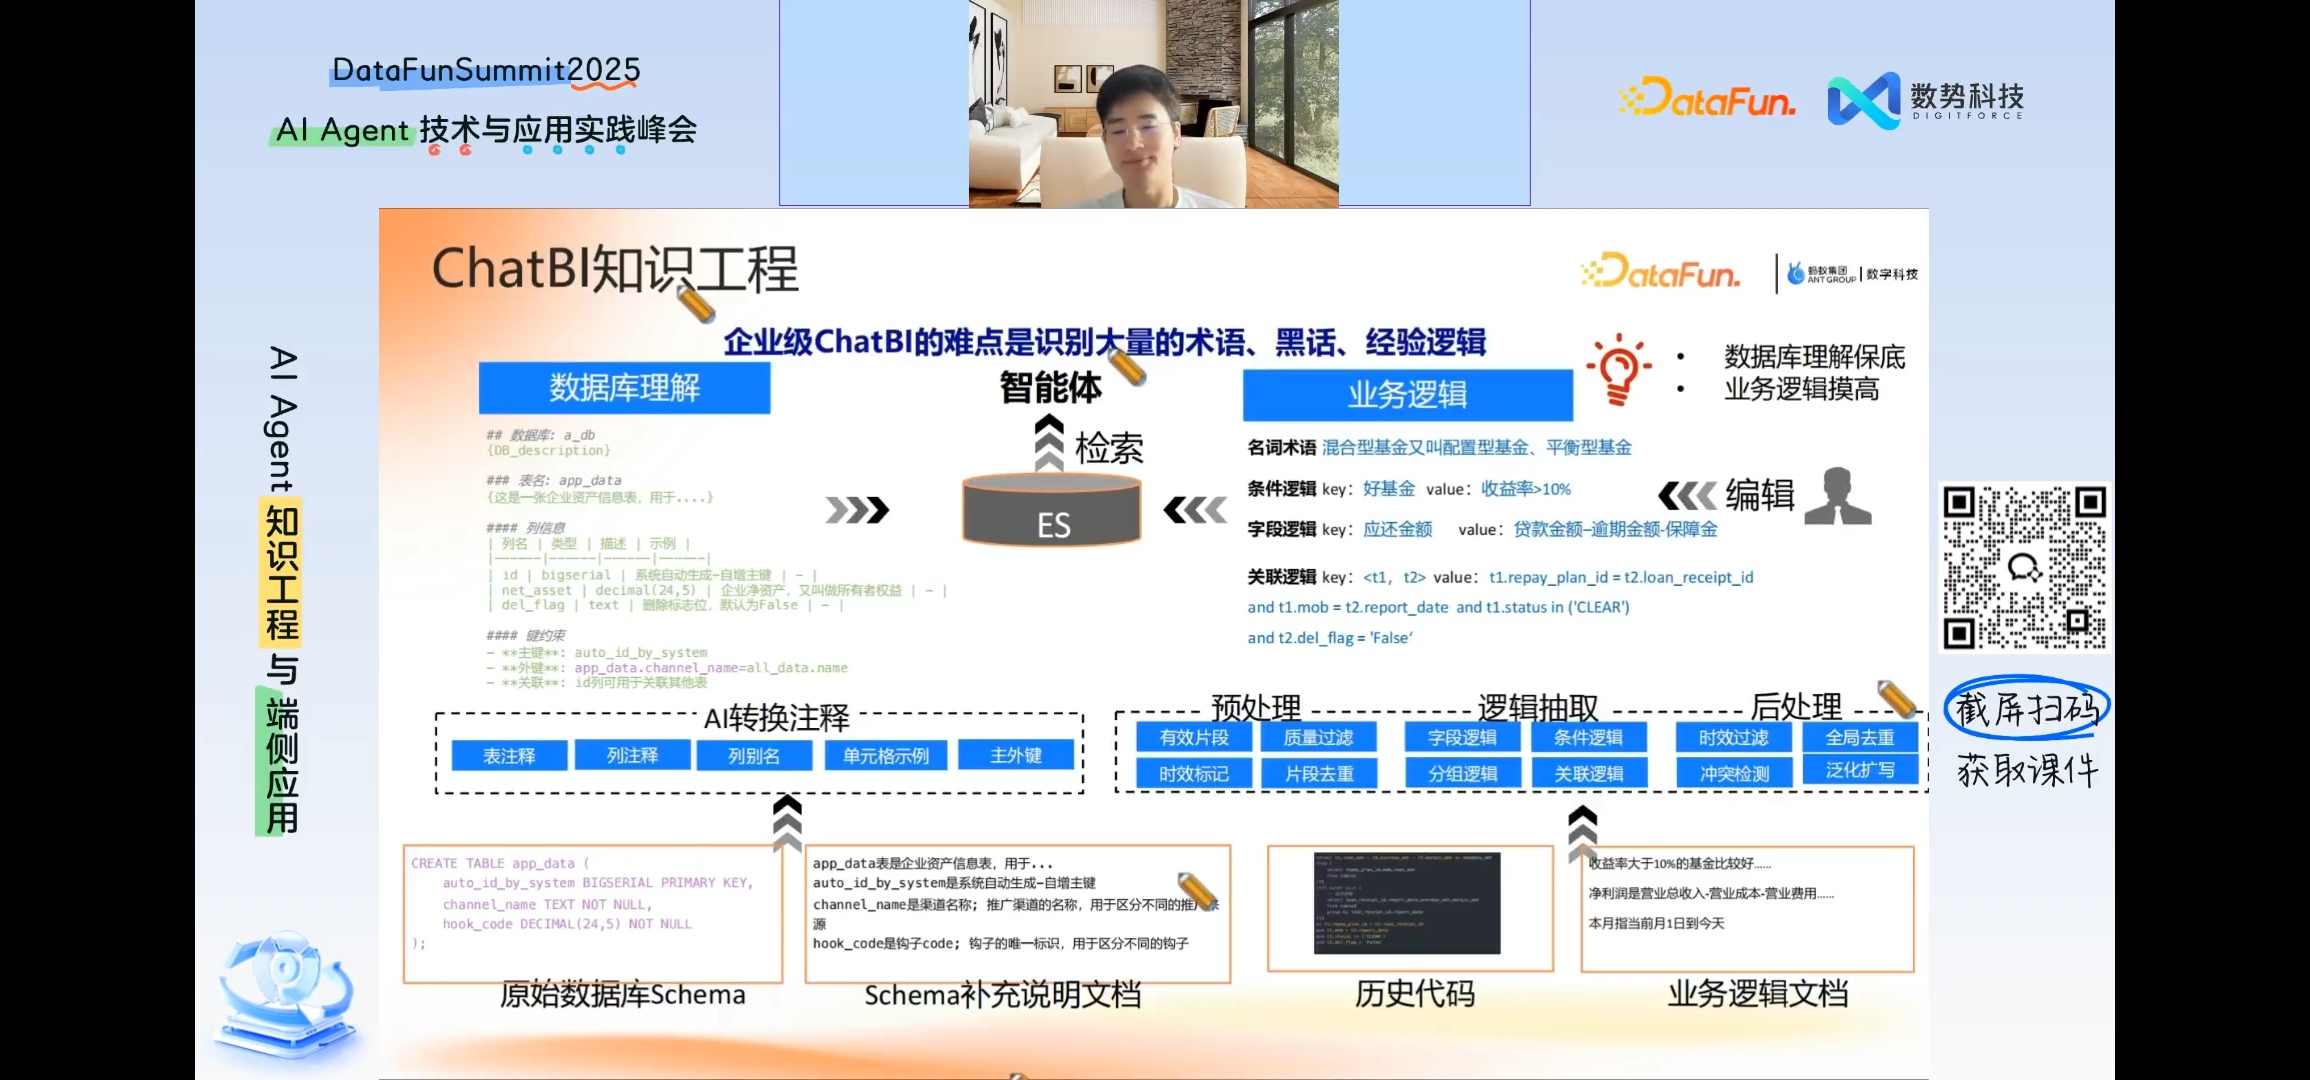 DataFunSummit2025
AI Agent 技术与应用实践峰会
DataFun.
数势科技
DIGITFORCE
AI Agent 知识工程与端侧应用
ChatBI知识工程
DataFun.
蚂蚁集团
ANT GROUP
数字科技
企业级ChatBI的难点是识别大量的术语、黑话、经验逻辑
• 数据库理解保底
• 业务逻辑摸高
数据库理解
## 数据库: a_db
{DB_description}
### 表名: app_data
{这是一张企业资产信息表，用于....}
#### 列信息
| 列名 | 类型 | 描述 | 示例 |
|------|------|------|------|
| id | bigserial | 系统自动生成-自增主键 | - |
| net_asset | decimal(24,5) | 企业净资产，又叫做所有者权益 | - |
| del_flag | text | 删除标志位，默认为False | - |
#### 键约束
- **主键**: auto_id_by_system
- **外键**: app_data.channel_name=all_data.name
- **关联**: id列可用于关联其他表
智能体
检索
ES
业务逻辑
名词术语 混合型基金又叫配置型基金、平衡型基金
条件逻辑 key：好基金 value：收益率>10%
字段逻辑 key：应还金额 value：贷款金额–逾期金额-保障金
关联逻辑 key：<t1，t2> value：t1.repay_plan_id = t2.loan_receipt_id
and t1.mob = t2.report_date and t1.status in ('CLEAR')
and t2.del_flag = 'False‘
编辑
AI转换注释
表注释 列注释 列别名 单元格示例 主外键
预处理
有效片段 质量过滤
时效标记 片段去重
逻辑抽取
字段逻辑 条件逻辑
分组逻辑 关联逻辑
后处理
时效过滤 全局去重
冲突检测 泛化扩写
CREATE TABLE app_data (
auto_id_by_system BIGSERIAL PRIMARY KEY,
channel_name TEXT NOT NULL,
hook_code DECIMAL(24,5) NOT NULL
);
原始数据库Schema
app_data表是企业资产信息表，用于...
auto_id_by_system是系统自动生成-自增主键
channel_name是渠道名称；推广渠道的名称，用于区分不同的推广来
源
hook_code是钩子code；钩子的唯一标识，用于区分不同的钩子
Schema补充说明文档
历史代码
收益率大于10%的基金比较好......
净利润是营业总收入-营业成本-营业费用......
本月指当前月1日到今天
业务逻辑文档
截屏扫码
获取课件